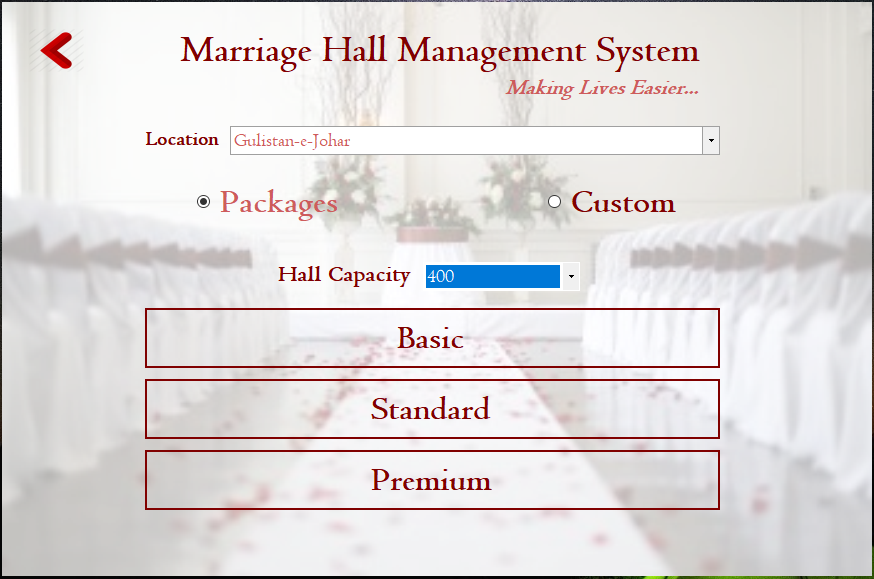 Marriage Hall Management System
Making Lives Easier...
Location Gulistan-e-Johar
Packages Custom
Hall Capacity 400
Basic
Standard
Premium